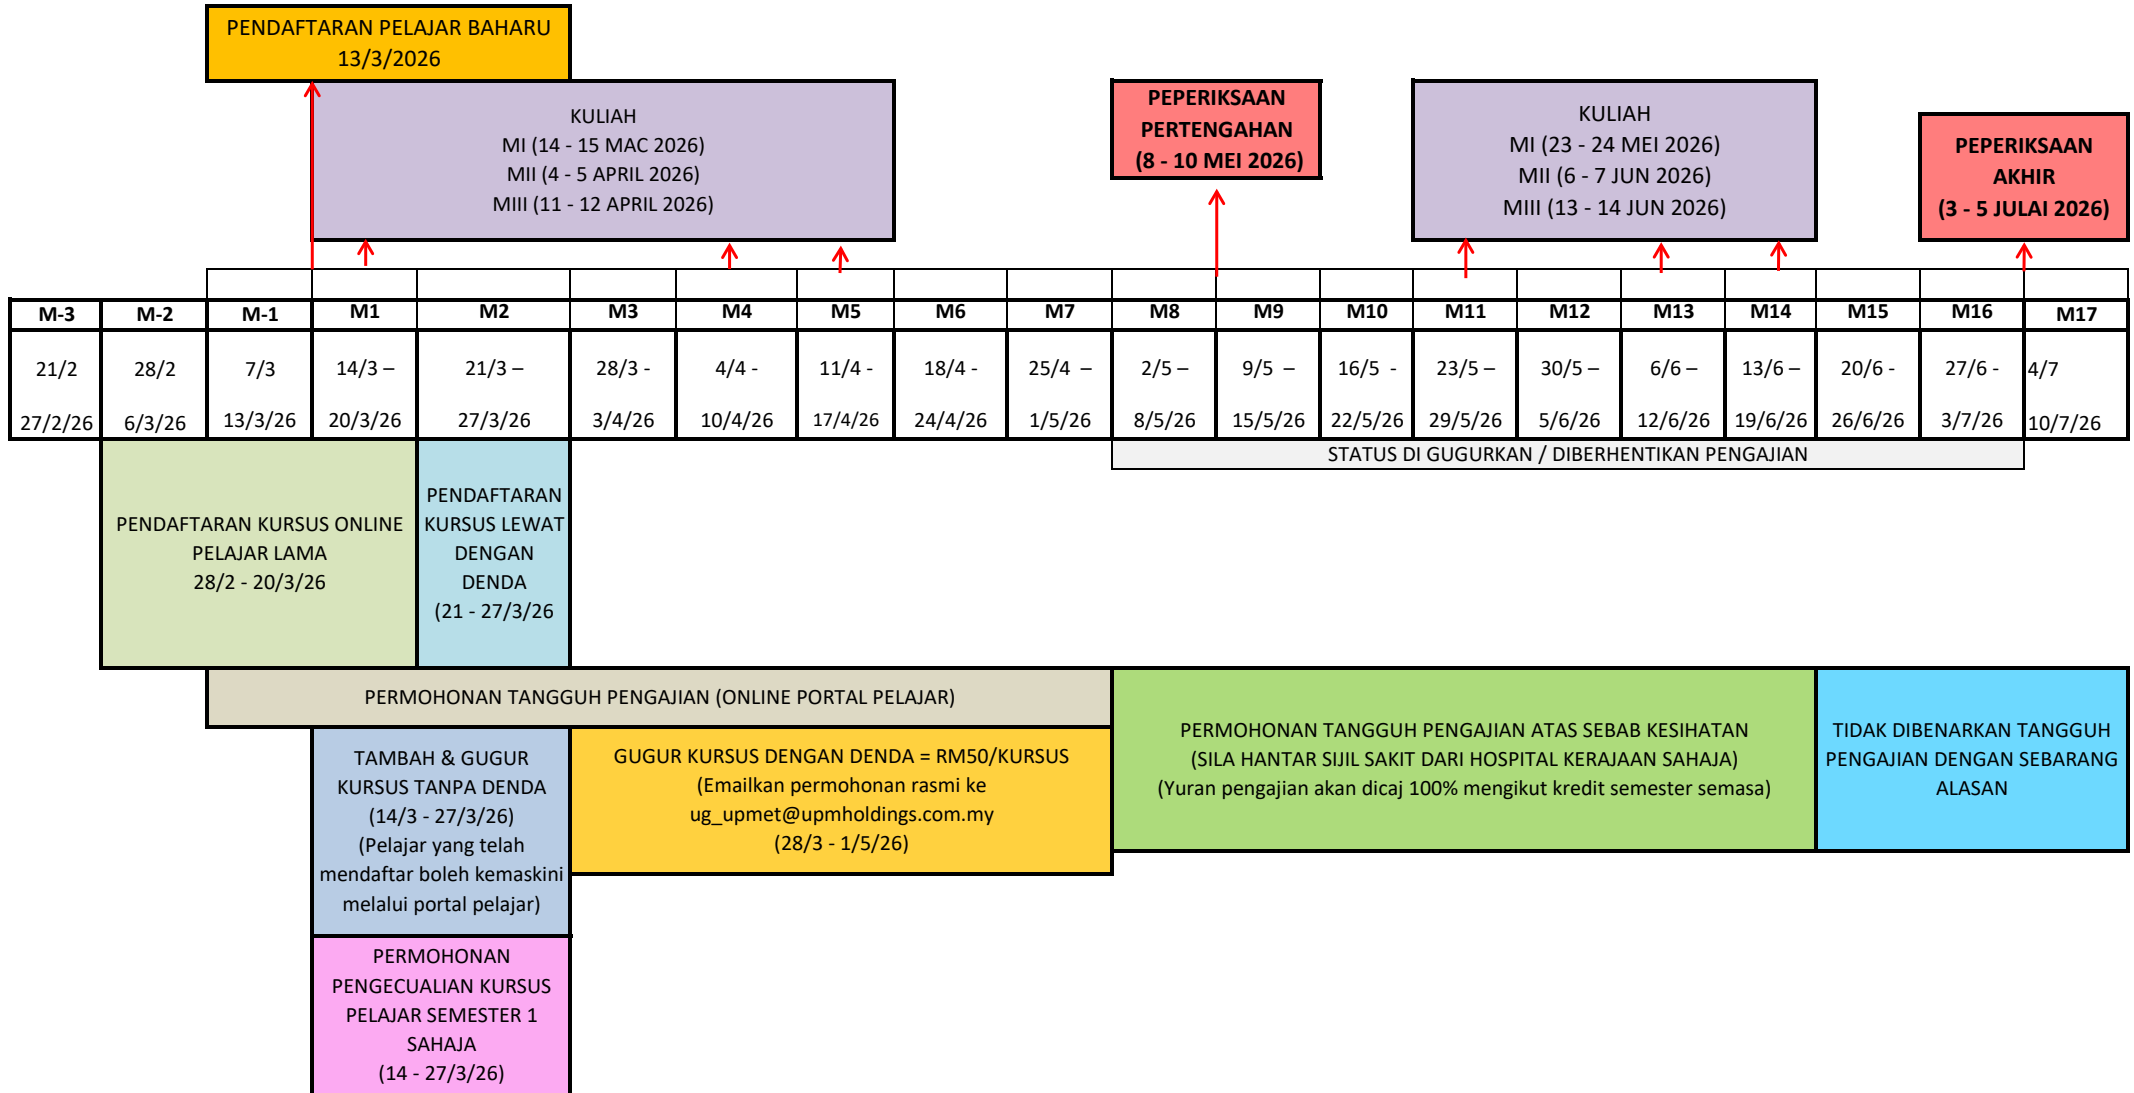 PENDAFTARAN PELAJAR BAHARU
13/3/2026
KULIAH
MI (14 - 15 MAC 2026)
MII (4 - 5 APRIL 2026)
MIII (11 - 12 APRIL 2026)
PEPERIKSAAN
PERTENGAHAN
(8 - 10 MEI 2026)
KULIAH
MI (23 - 24 MEI 2026)
MII (6 - 7 JUN 2026)
MIII (13 - 14 JUN 2026)
PEPERIKSAAN
AKHIR
(3 - 5 JULAI 2026)
M-3 M-2 M-1 M1 M2 M3 M4 M5 M6 M7 M8 M9 M10 M11 M12 M13 M14 M15 M16 M17
21/2 28/2 7/3 14/3 – 21/3 – 28/3 - 4/4 - 11/4 - 18/4 - 25/4 – 2/5 – 9/5 – 16/5 - 23/5 – 30/5 – 6/6 – 13/6 – 20/6 - 27/6 - 4/7
27/2/26 6/3/26 13/3/26 20/3/26 27/3/26 3/4/26 10/4/26 17/4/26 24/4/26 1/5/26 8/5/26 15/5/26 22/5/26 29/5/26 5/6/26 12/6/26 19/6/26 26/6/26 3/7/26 10/7/26
STATUS DI GUGURKAN / DIBERHENTIKAN PENGAJIAN
PENDAFTARAN KURSUS ONLINE
PELAJAR LAMA
28/2 - 20/3/26
PENDAFTARAN
KURSUS LEWAT
DENGAN
DENDA
(21 - 27/3/26
PERMOHONAN TANGGUH PENGAJIAN (ONLINE PORTAL PELAJAR)
TAMBAH & GUGUR
KURSUS TANPA DENDA
(14/3 - 27/3/26)
(Pelajar yang telah
mendaftar boleh kemaskini
melalui portal pelajar)
GUGUR KURSUS DENGAN DENDA = RM50/KURSUS
(Emailkan permohonan rasmi ke
ug_upmet@upmholdings.com.my
(28/3 - 1/5/26)
PERMOHONAN TANGGUH PENGAJIAN ATAS SEBAB KESIHATAN
(SILA HANTAR SIJIL SAKIT DARI HOSPITAL KERAJAAN SAHAJA)
(Yuran pengajian akan dicaj 100% mengikut kredit semester semasa)
TIDAK DIBENARKAN TANGGUH
PENGAJIAN DENGAN SEBARANG
ALASAN
PERMOHONAN
PENGECUALIAN KURSUS
PELAJAR SEMESTER 1
SAHAJA
(14 - 27/3/26)